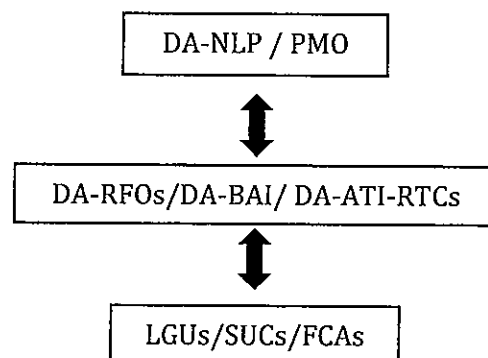 DA-NLP / PMO
DA-RFOs/DA-BAI/ DA-ATI-RTCs
LGUs/SUCs/FCAs